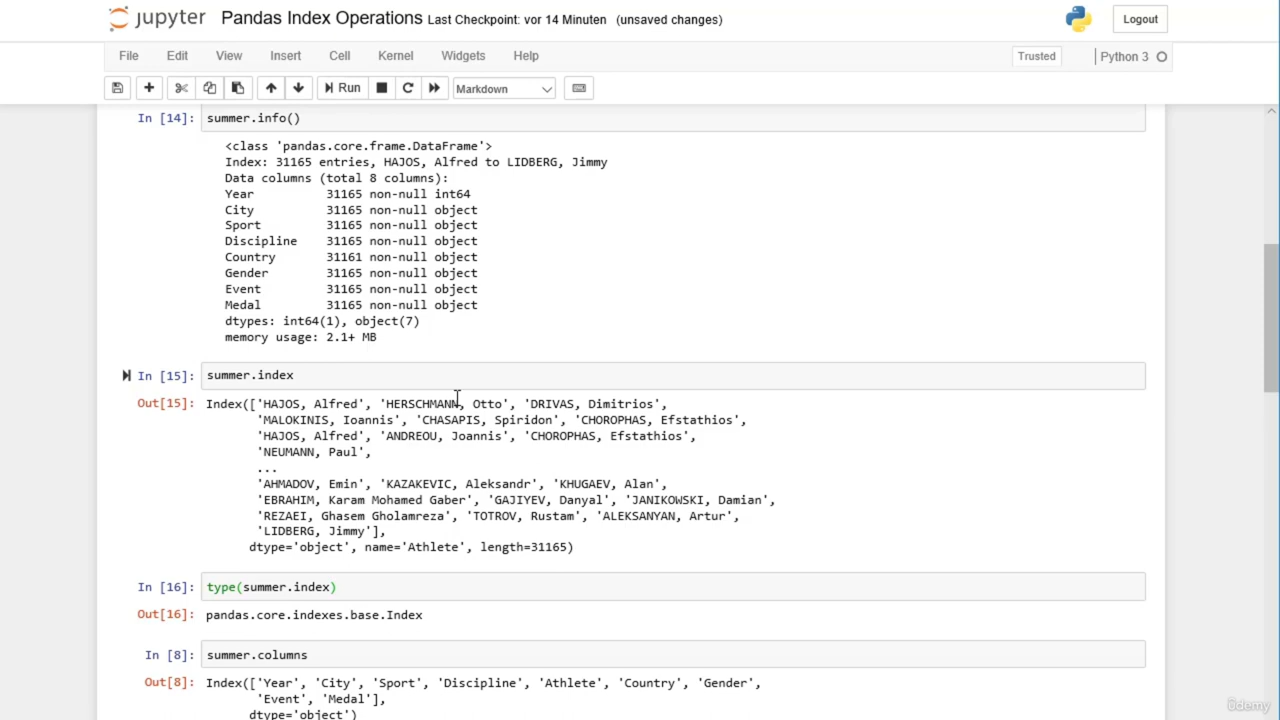 jupyter Pandas Index Operations Last Checkpoint: vor 14 Minuten (unsaved changes) Logout
File Edit View Insert Cell Kernel Widgets Help Trusted Python 3
Run Markdown
In [14]: summer.info()
<class 'pandas.core.frame.DataFrame'>
Index: 31165 entries, HAJOS, Alfred to LIDBERG, Jimmy
Data columns (total 8 columns):
Year 31165 non-null int64
City 31165 non-null object
Sport 31165 non-null object
Discipline 31165 non-null object
Country 31161 non-null object
Gender 31165 non-null object
Event 31165 non-null object
Medal 31165 non-null object
dtypes: int64(1), object(7)
memory usage: 2.1+ MB
In [15]: summer.index
Out[15]: Index(['HAJOS, Alfred', 'HERSCHMANN, Otto', 'DRIVAS, Dimitrios',
'MALOKINIS, Ioannis', 'CHASAPIS, Spiridon', 'CHOROPHAS, Efstathios',
'HAJOS, Alfred', 'ANDREOU, Joannis', 'CHOROPHAS, Efstathios',
'NEUMANN, Paul',
...
'AHMADOV, Emin', 'KAZAKEVIC, Aleksandr', 'KHUGAEV, Alan',
'EBRAHIM, Karam Mohamed Gaber', 'GAJIYEV, Danyal', 'JANIKOWSKI, Damian',
'REZAEI, Ghasem Gholamreza', 'TOTROV, Rustam', 'ALEKSANYAN, Artur',
'LIDBERG, Jimmy'],
dtype='object', name='Athlete', length=31165)
In [16]: type(summer.index)
Out[16]: pandas.core.indexes.base.Index
In [8]: summer.columns
Out[8]: Index(['Year', 'City', 'Sport', 'Discipline', 'Athlete', 'Country', 'Gender',
'Event', 'Medal'],
dtype='object')
ûdemy